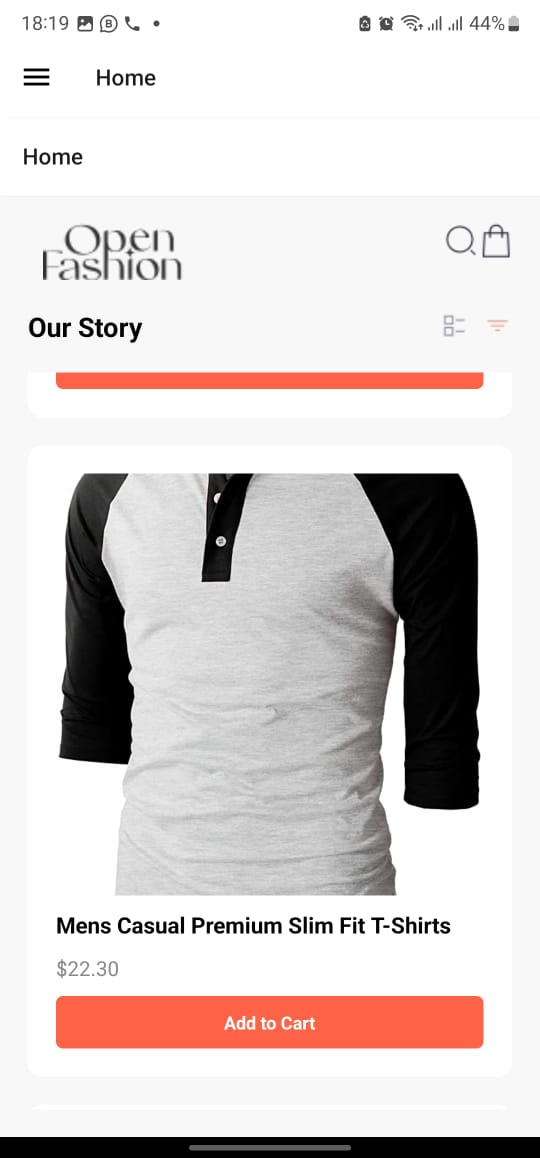 18:19 44%
Home
Home
Open
Fashion
Our Story
Mens Casual Premium Slim Fit T-Shirts
$22.30
Add to Cart